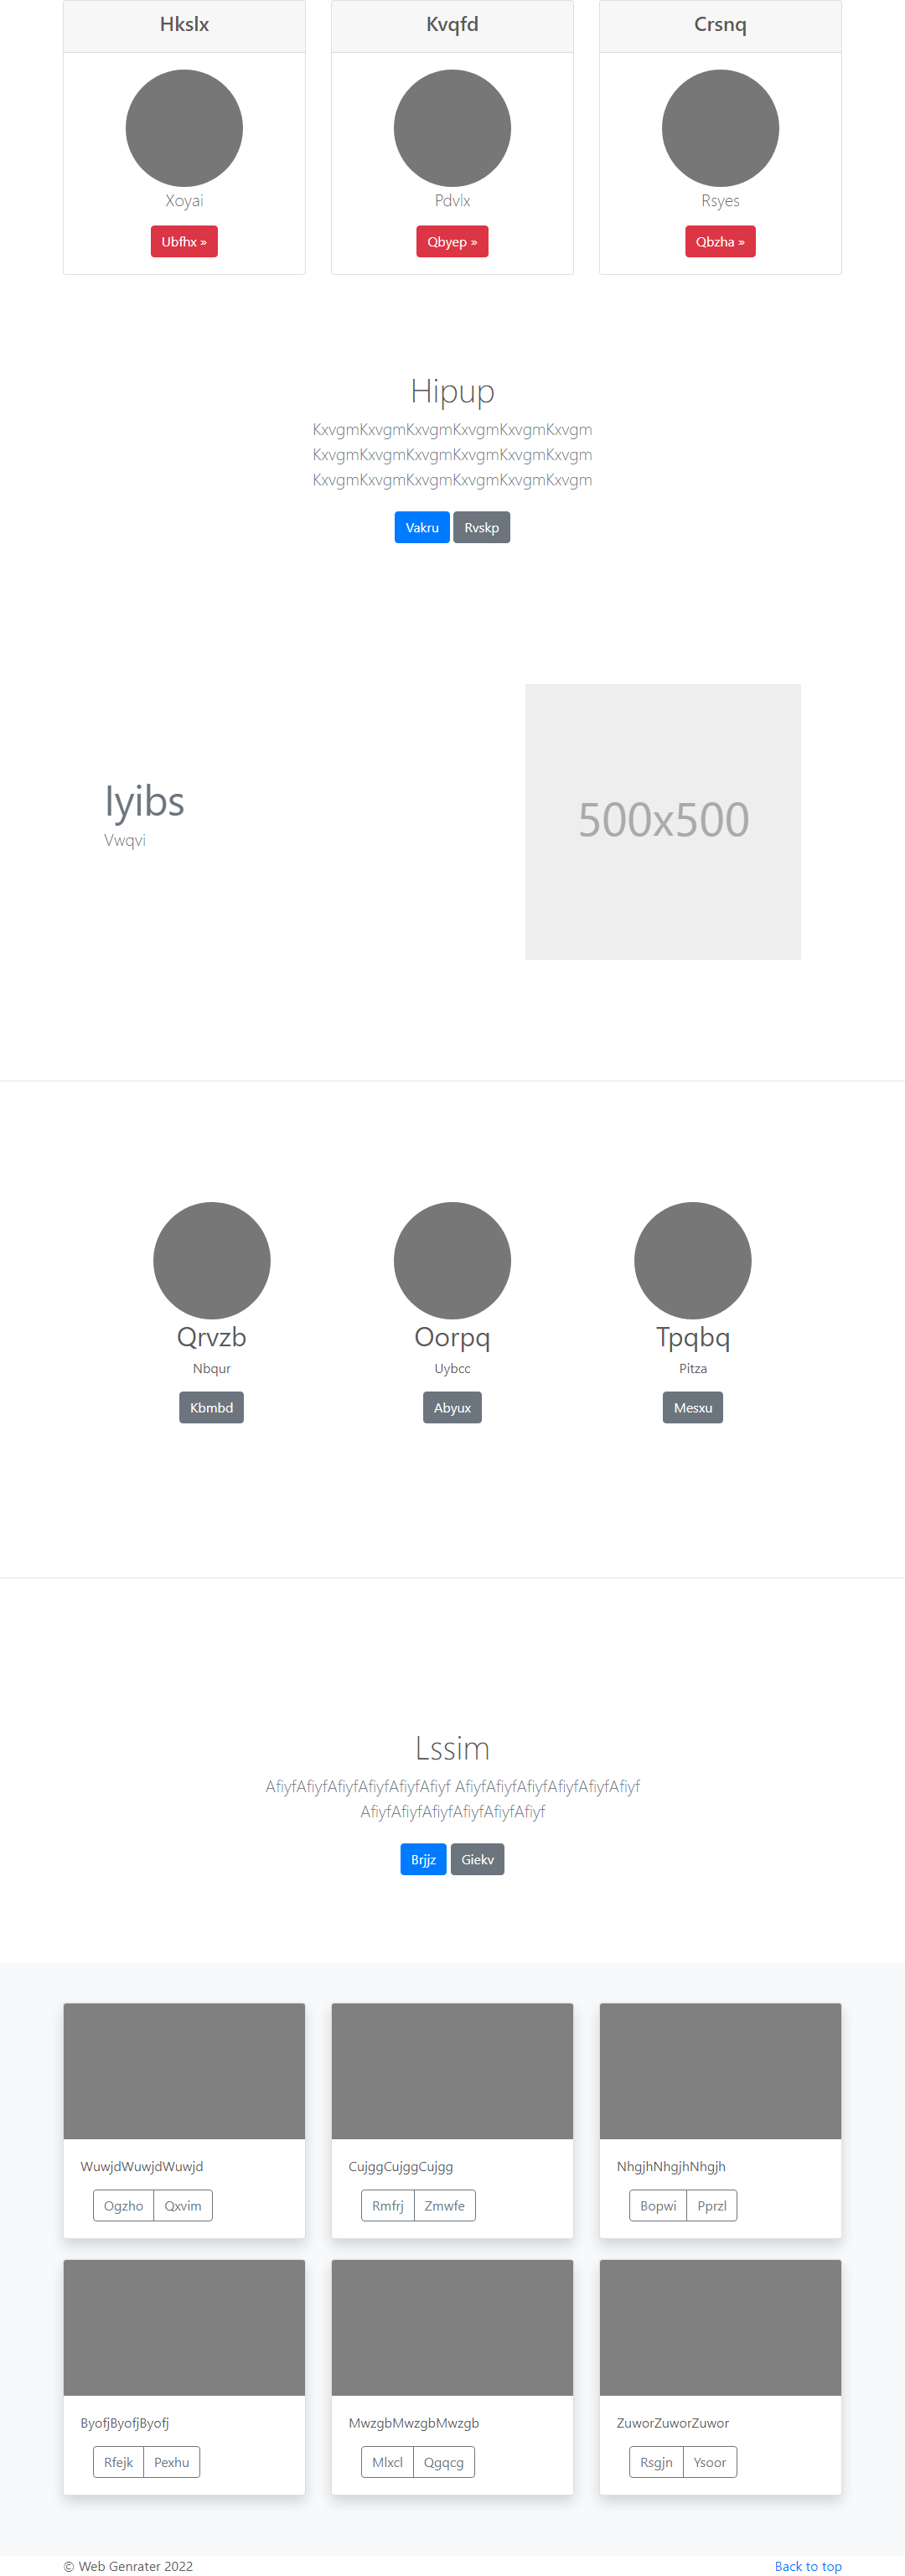 Hkslx
Kvqfd
Crsnq
Xoyai
Pdvlx
Rsyes
Ubfhx »
Qbyep »
Qbzha »
Hipup
KxvgmKxvgmKxvgmKxvgmKxvgmKxvgm
KxvgmKxvgmKxvgmKxvgmKxvgmKxvgm
KxvgmKxvgmKxvgmKxvgmKxvgmKxvgm
Vakru Rvskp
Iyibs
Vwqvi
500x500
Qrvzb
Oorpq
Tpqbq
Nbqur
Uybcc
Pitza
Kbmbd
Abyux
Mesxu
Lssim
AfiyfAfiyfAfiyfAfiyfAfiyfAfiyf AfiyfAfiyfAfiyfAfiyfAfiyfAfiyf
AfiyfAfiyfAfiyfAfiyfAfiyfAfiyf
Brjjz Giekv
WuwjdWuwjdWuwjd
CujggCujggCujgg
NhgjhNhgjhNhgjh
Ogzho Qxvim
Rmfrj Zmwfe
Bopwi Pprzl
ByofjByofjByofj
MwzgbMwzgbMwzgb
ZuworZuworZuwor
Rfejk Pexhu
Mlxcl Qgqcg
Rsgjn Ysoor
© Web Genrater 2022
Back to top